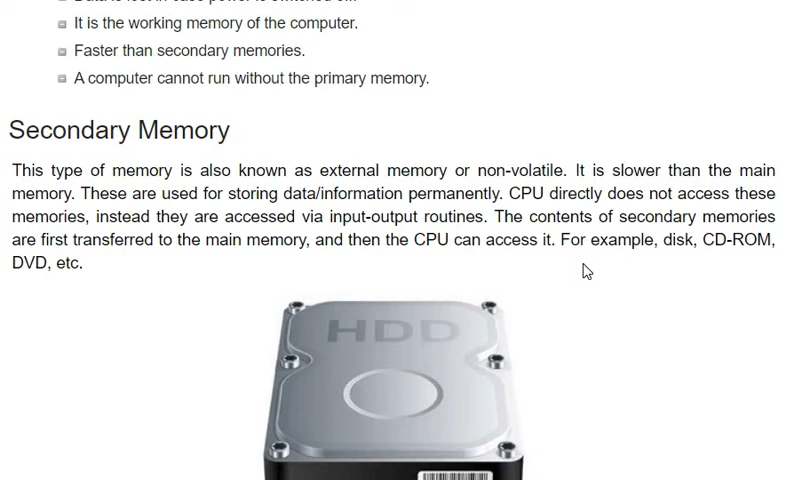 It is the working memory of the computer.
Faster than secondary memories.
A computer cannot run without the primary memory.
Secondary Memory
This type of memory is also known as external memory or non-volatile. It is slower than the main
memory. These are used for storing data/information permanently. CPU directly does not access these
memories, instead they are accessed via input-output routines. The contents of secondary memories
are first transferred to the main memory, and then the CPU can access it. For example, disk, CD-ROM,
DVD, etc.
HDD